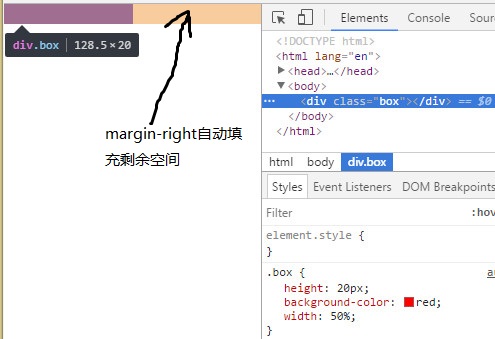 div.box | 128.5 × 20
margin-right自动填
充剩余空间
Elements Console
<!DOCTYPE html>
<html lang="en">
▶<head>…</head>
▼<body>
… <div class="box"></div> == $0
</body>
</html>
html body div.box
Styles Event Listeners DOM Breakpoints
Filter :hov
element.style {
}
.box {
height: 20px;
background-color: red;
width: 50%;
}